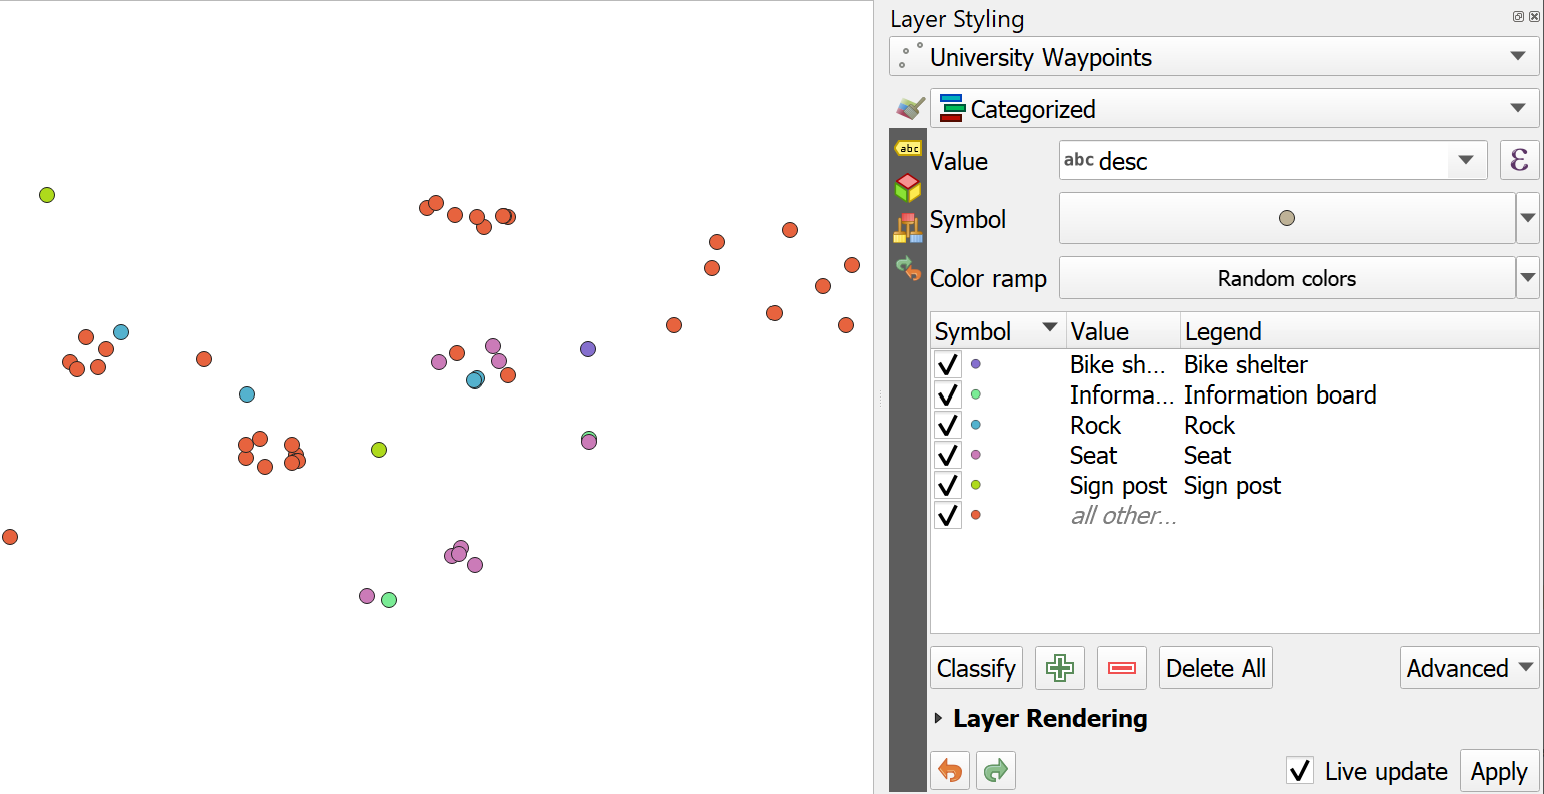 Layer Styling
University Waypoints
Categorized
abc
Value abc desc ε
Symbol
Color ramp Random colors
Symbol Value Legend
Bike sh... Bike shelter
Informa... Information board
Rock Rock
Seat Seat
Sign post Sign post
all other...
Classify Delete All Advanced
Layer Rendering
Live update Apply